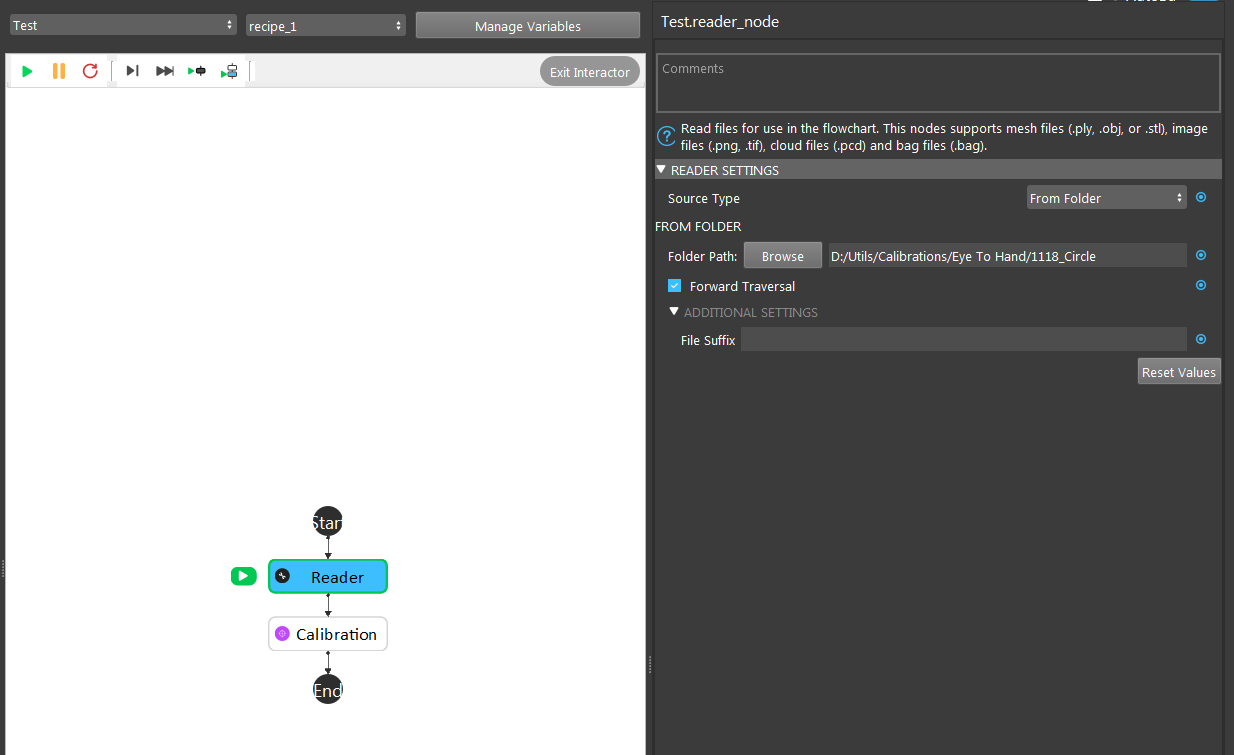 Test
recipe_1
Manage Variables
Exit Interactor
Start
Reader
Calibration
End
Test.reader_node
Comments
Read files for use in the flowchart. This nodes supports mesh files (.ply, .obj, or .stl), image
files (.png, .tif), cloud files (.pcd) and bag files (.bag).
READER SETTINGS
Source Type
From Folder
FROM FOLDER
Folder Path:
Browse
D:/Utils/Calibrations/Eye To Hand/1118_Circle
Forward Traversal
ADDITIONAL SETTINGS
File Suffix
Reset Values